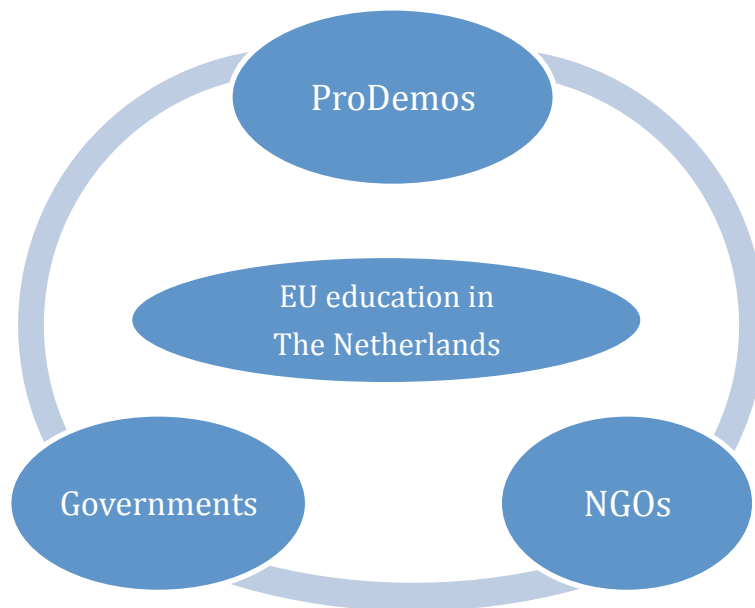 ProDemos
EU education in
The Netherlands
Governments
NGOs